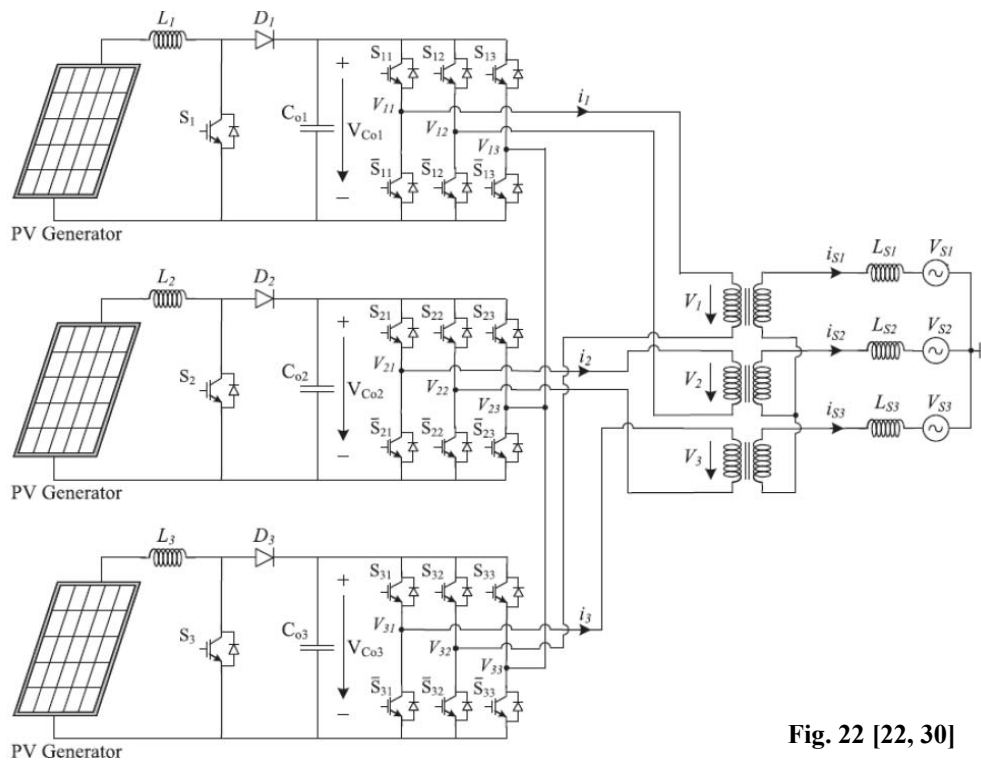 L1
D1
S1
Co1
+
VCo1
−
S11
S12
S13
V11
V12
V13
S̅11
S̅12
S̅13
i1
PV Generator
L2
D2
S2
Co2
+
VCo2
−
S21
S22
S23
V21
V22
V23
S̅21
S̅22
S̅23
i2
PV Generator
L3
D3
S3
Co3
+
VCo3
−
S31
S32
S33
V31
V32
V33
S̅31
S̅32
S̅33
i3
PV Generator
V1
V2
V3
iS1
LS1
VS1
iS2
LS2
VS2
iS3
LS3
VS3
Fig. 22 [22, 30]